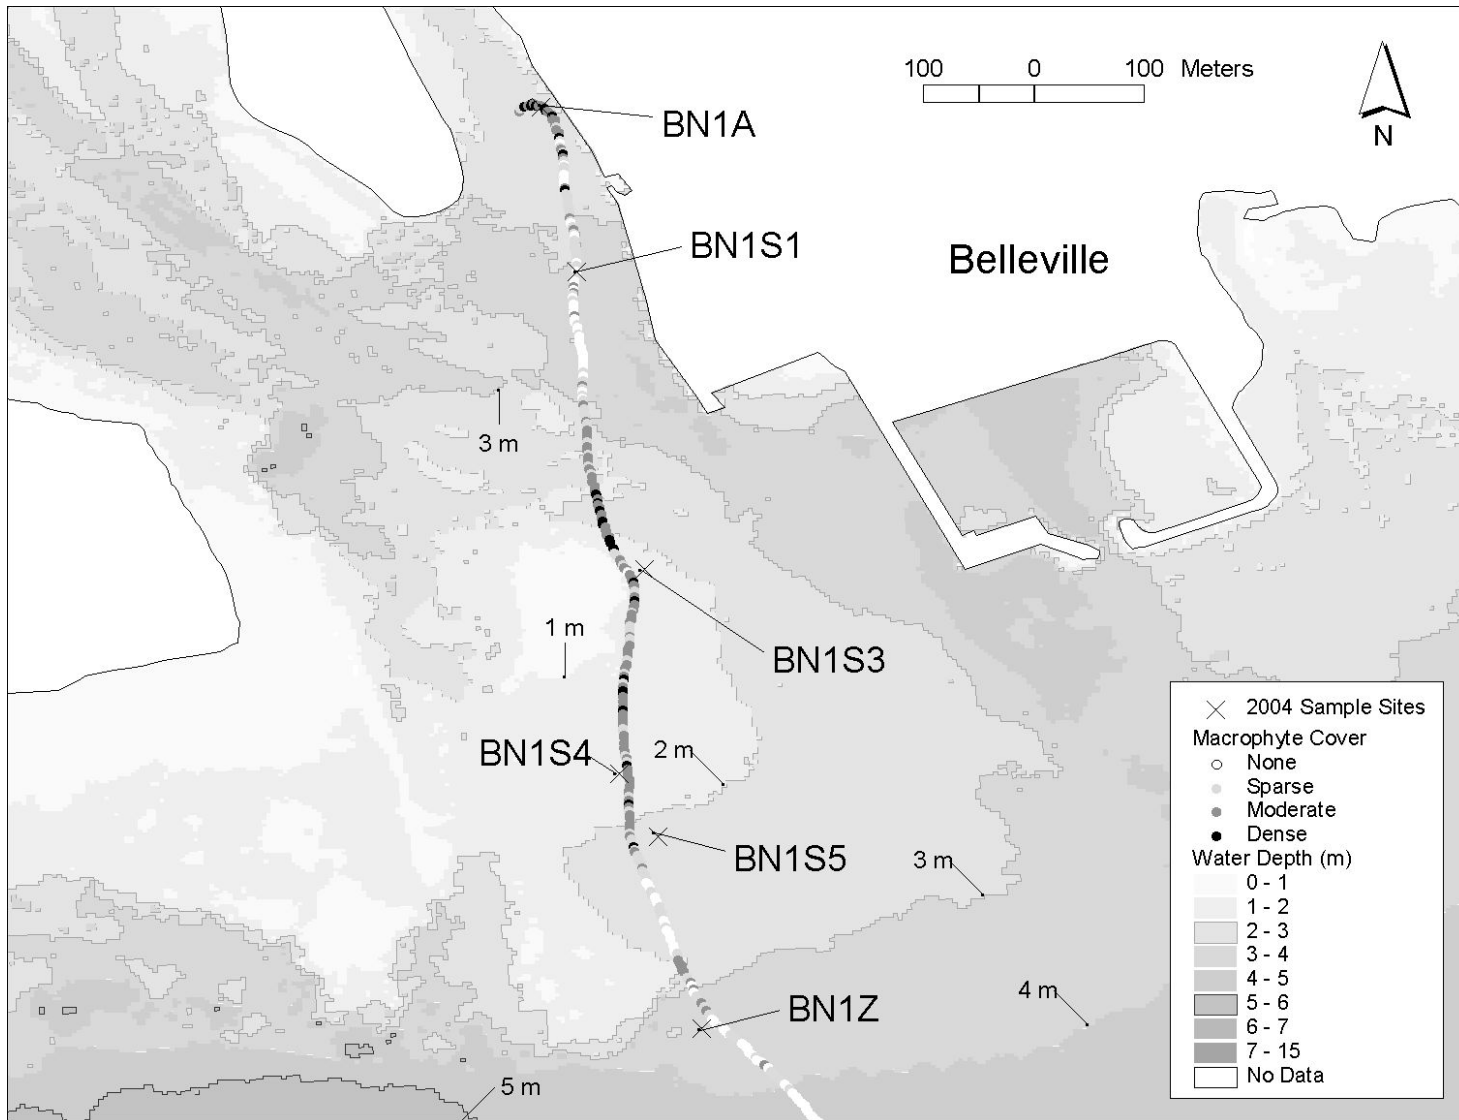 100 0 100 Meters
N
BN1A
BN1S1
Belleville
3 m
1 m
BN1S3
BN1S4
2 m
BN1S5
3 m
BN1Z
4 m
5 m
2004 Sample Sites
Macrophyte Cover
None
Sparse
Moderate
Dense
Water Depth (m)
0 - 1
1 - 2
2 - 3
3 - 4
4 - 5
5 - 6
6 - 7
7 - 15
No Data